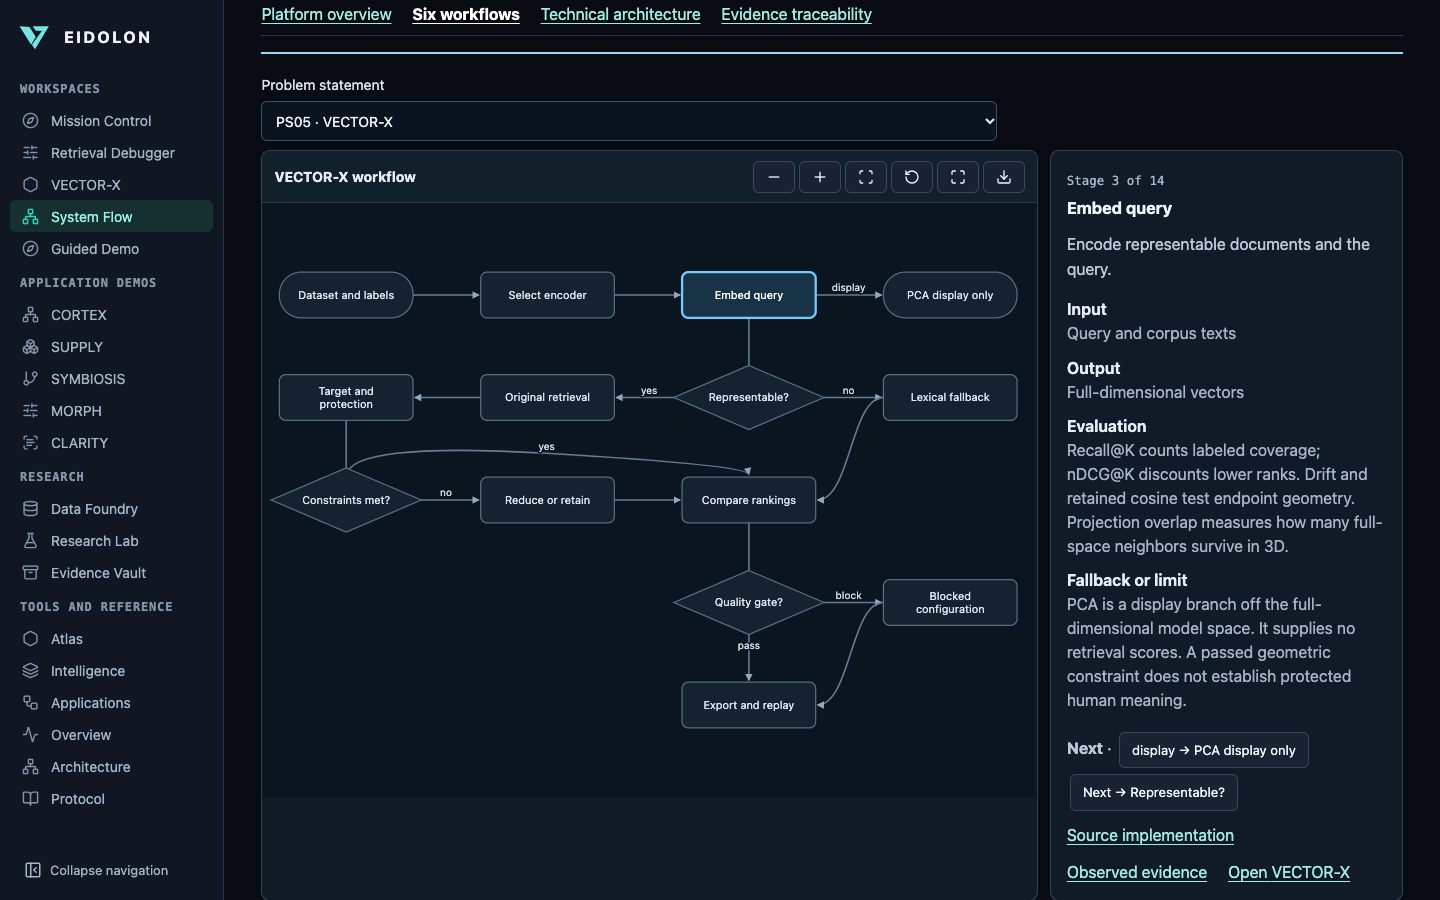 EIDOLON
WORKSPACES
Mission Control
Retrieval Debugger
VECTOR-X
System Flow
Guided Demo
APPLICATION DEMOS
CORTEX
SUPPLY
SYMBIOSIS
MORPH
CLARITY
RESEARCH
Data Foundry
Research Lab
Evidence Vault
TOOLS AND REFERENCE
Atlas
Intelligence
Applications
Overview
Architecture
Protocol
Collapse navigation
Platform overview Six workflows Technical architecture Evidence traceability
Problem statement
PS05 · VECTOR-X
VECTOR-X workflow
Dataset and labels
Select encoder
Embed query
display
PCA display only
Target and
protection
Original retrieval
yes
Representable?
no
Lexical fallback
yes
Constraints met?
no
Reduce or retain
Compare rankings
Quality gate?
block
Blocked
configuration
pass
Export and replay
Stage 3 of 14
Embed query
Encode representable documents and the
query.
Input
Query and corpus texts
Output
Full-dimensional vectors
Evaluation
Recall@K counts labeled coverage;
nDCG@K discounts lower ranks. Drift and
retained cosine test endpoint geometry.
Projection overlap measures how many full-
space neighbors survive in 3D.
Fallback or limit
PCA is a display branch off the full-
dimensional model space. It supplies no
retrieval scores. A passed geometric
constraint does not establish protected
human meaning.
Next · display → PCA display only
Next → Representable?
Source implementation
Observed evidence Open VECTOR-X